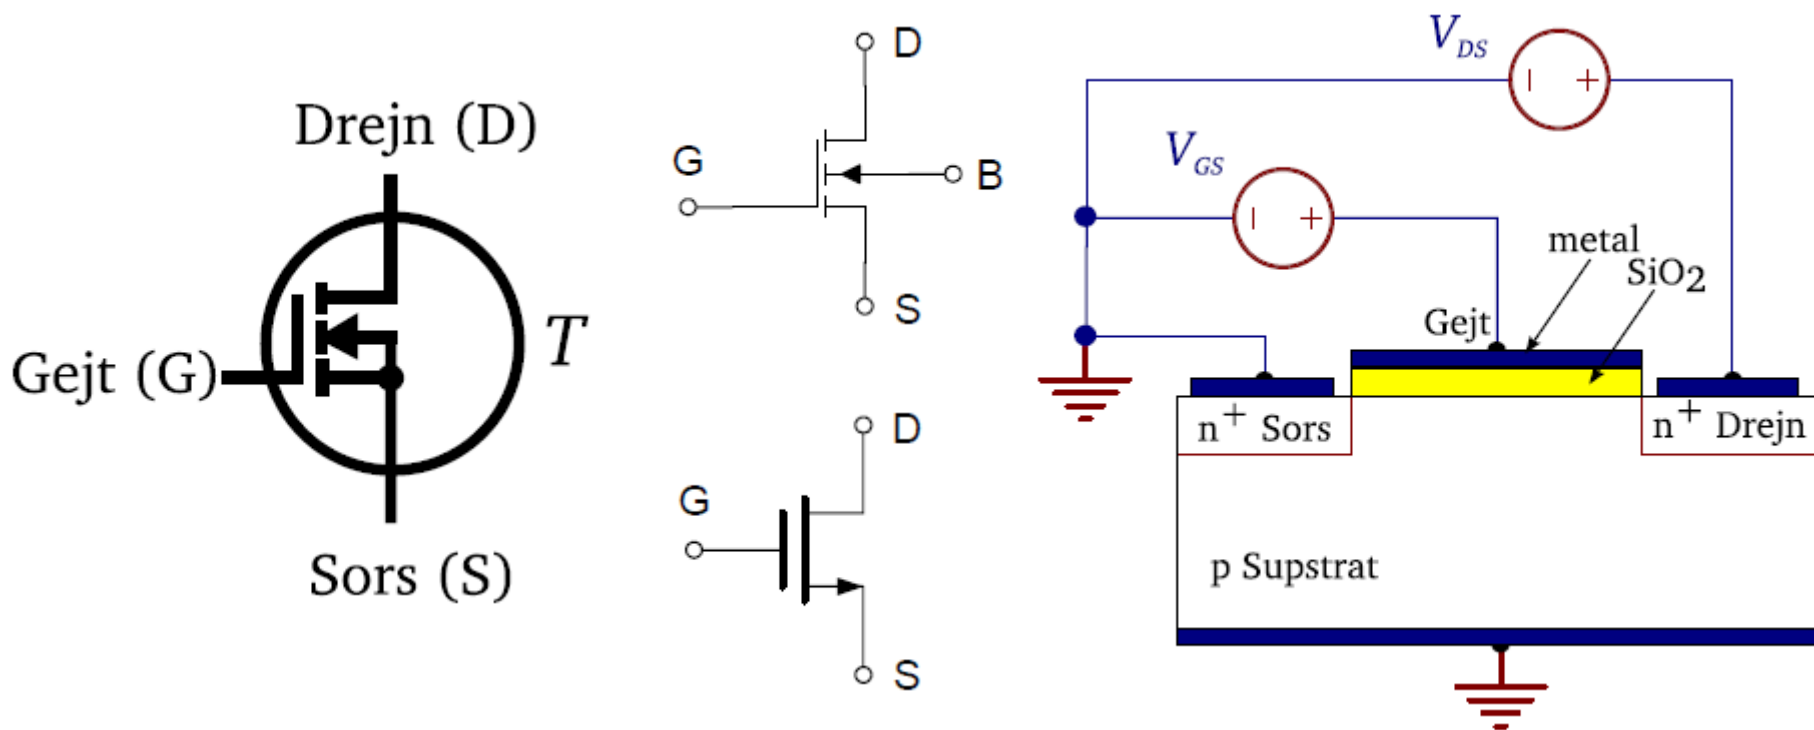 Drejn (D)
Gejt (G)
T
Sors (S)
D
G
B
S
D
G
S
V_DS
- +
V_GS
- +
metal
SiO2
Gejt
n+ Sors
n+ Drejn
p Supstrat